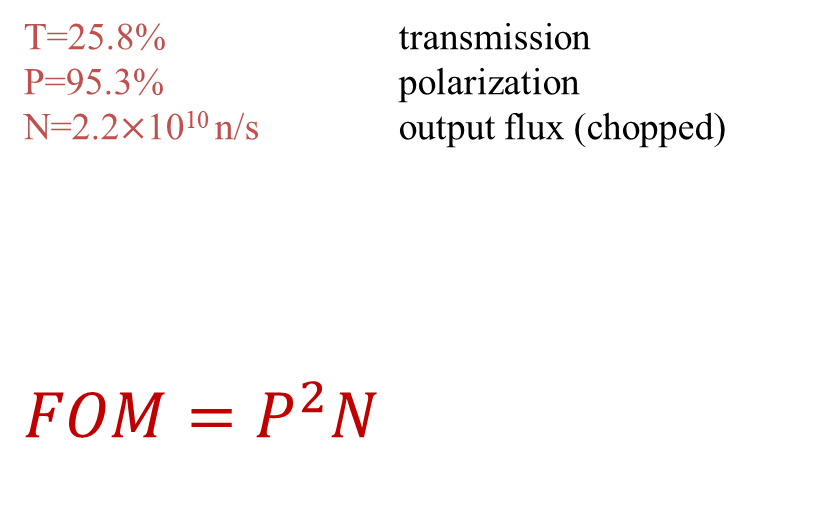 T=25.8% transmission
P=95.3% polarization
N=2.2×10¹⁰ n/s output flux (chopped)
FOM = P²N